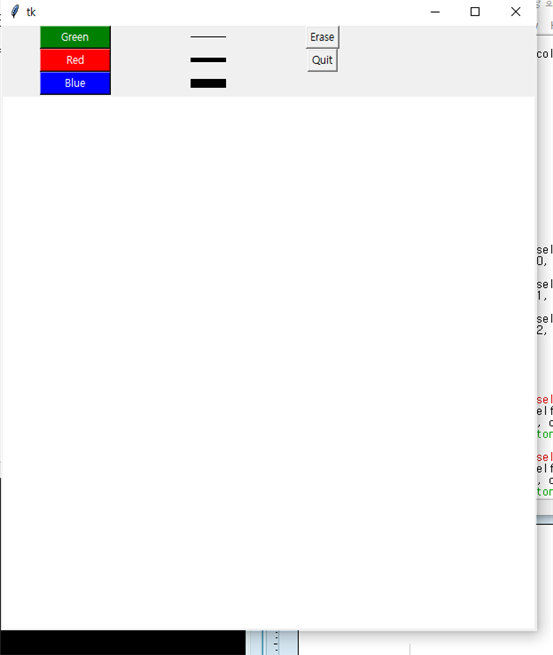 tk
Green
Erase
Red
Quit
Blue
col
sel
0,
sel
1,
sel
2,
sel
elf
, c
ton
sel
elf
, c
ton